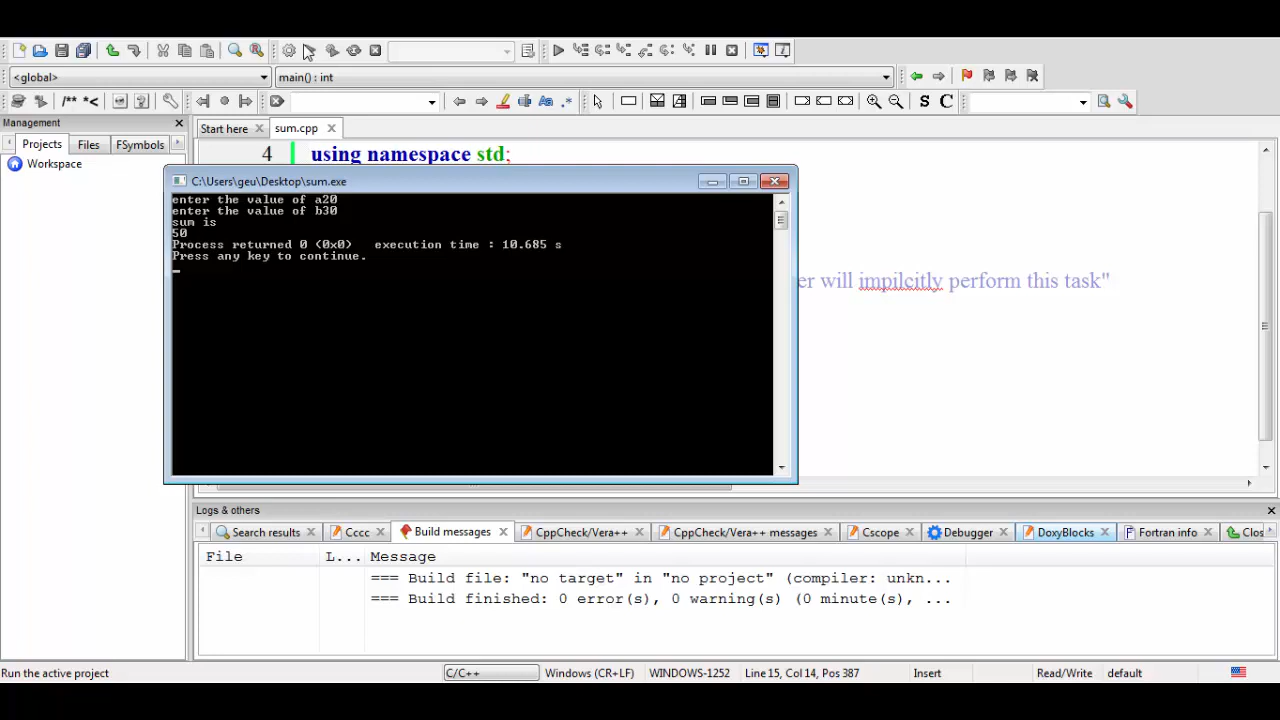 <global>
main() : int
/** *<
Aa .*
S C
Management
Projects Files FSymbols
Workspace
Start here sum.cpp
4 using namespace std;
er will impilcitly perform this task"
C:\Users\geu\Desktop\sum.exe
enter the value of a20
enter the value of b30
sum is
50
Process returned 0 (0x0) execution time : 10.685 s
Press any key to continue.
Logs & others
Search results Cccc Build messages CppCheck/Vera++ CppCheck/Vera++ messages Cscope Debugger DoxyBlocks Fortran info Clos
File L... Message
=== Build file: "no target" in "no project" (compiler: unkn...
=== Build finished: 0 error(s), 0 warning(s) (0 minute(s), ...
Run the active project C/C++ Windows (CR+LF) WINDOWS-1252 Line 15, Col 14, Pos 387 Insert Read/Write default